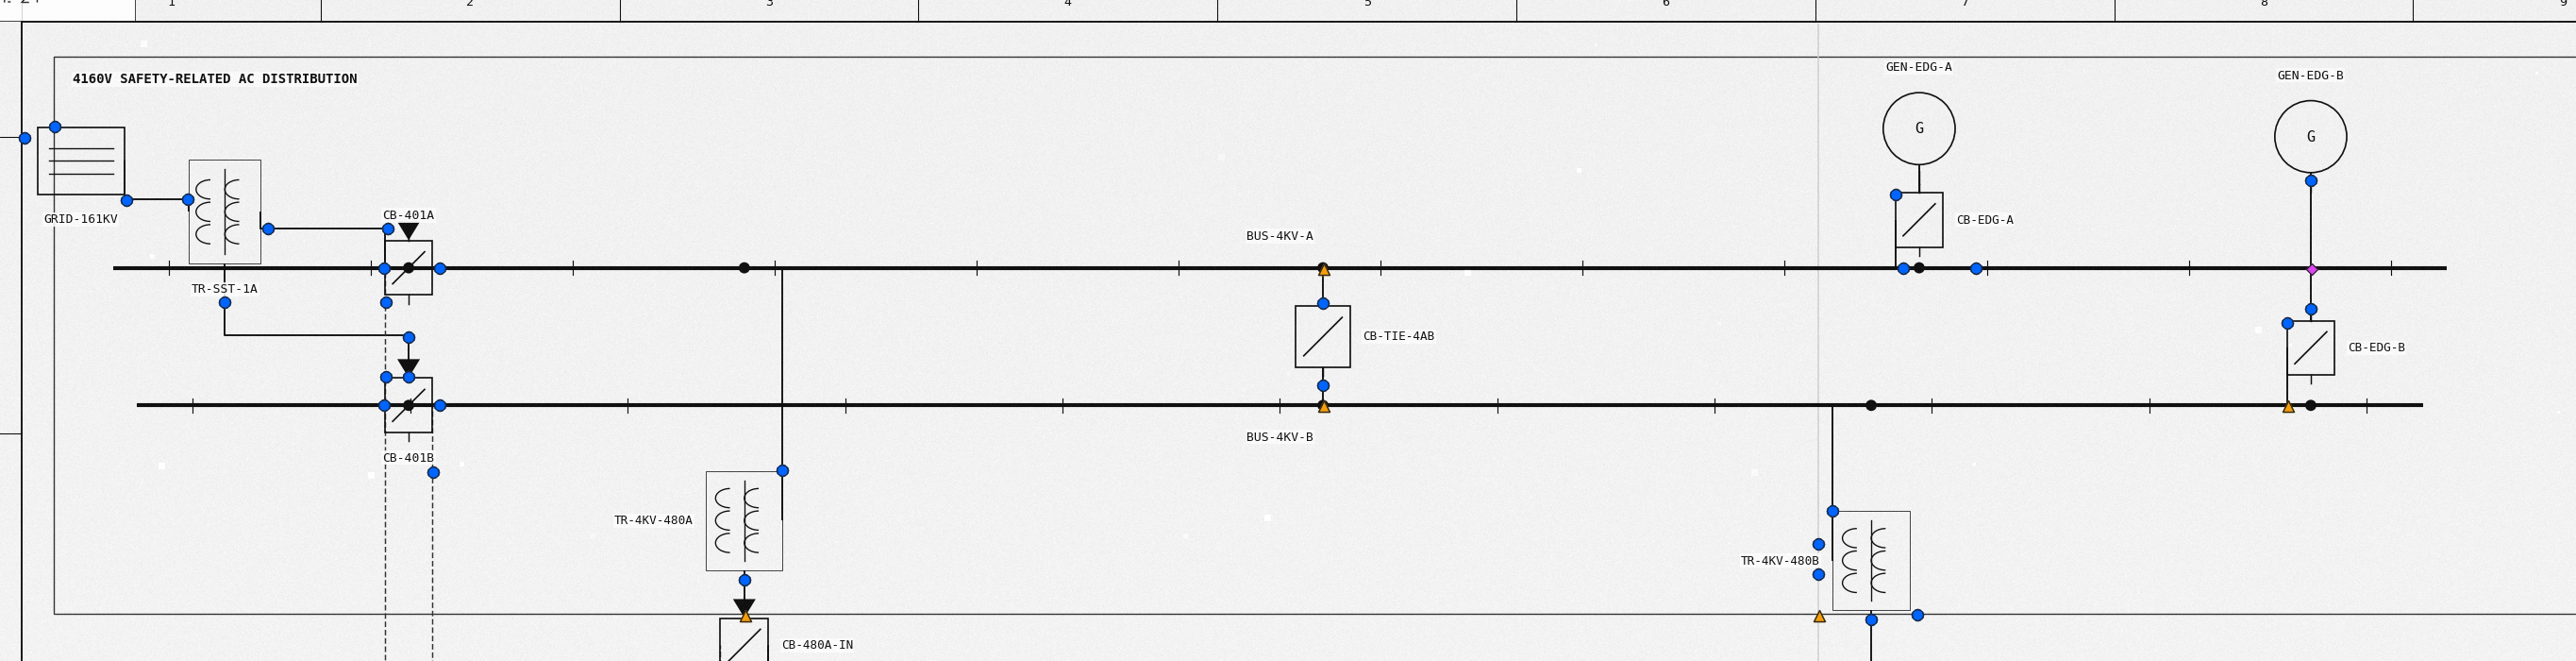 1 2 3 4 5 6 7 8 9
4160V SAFETY-RELATED AC DISTRIBUTION
GEN-EDG-A
GEN-EDG-B
G
G
GRID-161KV
CB-401A
CB-EDG-A
BUS-4KV-A
TR-SST-1A
CB-TIE-4AB
CB-EDG-B
BUS-4KV-B
CB-401B
TR-4KV-480A
TR-4KV-480B
CB-480A-IN